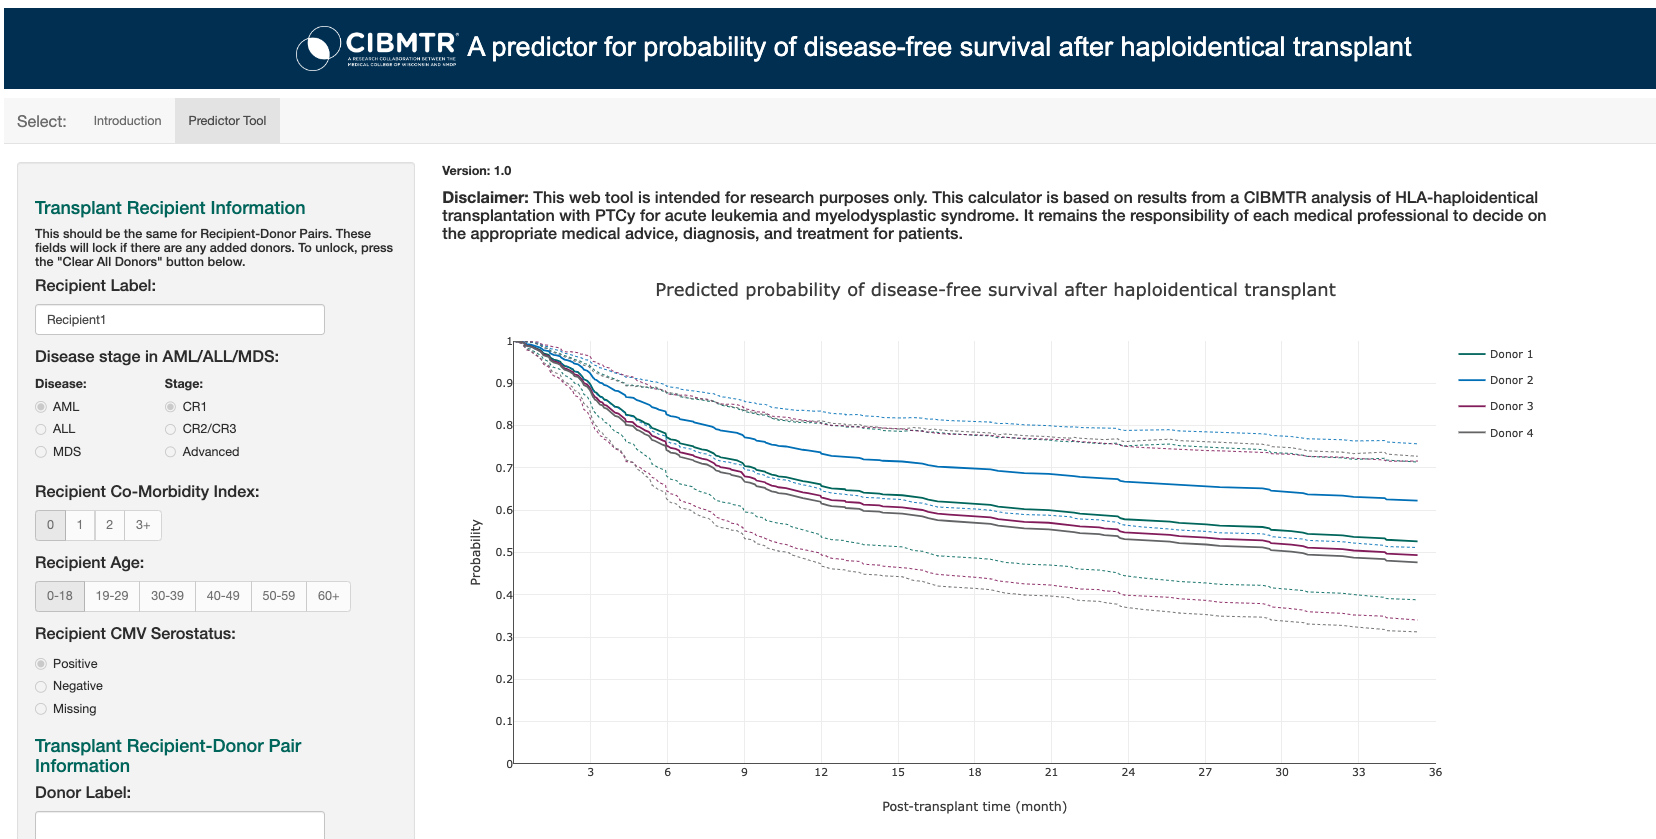 CIBMTR®
A RESEARCH COLLABORATION BETWEEN THE
MEDICAL COLLEGE OF WISCONSIN AND NMDP
A predictor for probability of disease-free survival after haploidentical transplant
Select:
Introduction
Predictor Tool
Transplant Recipient Information
This should be the same for Recipient-Donor Pairs. These
fields will lock if there are any added donors. To unlock, press
the "Clear All Donors" button below.
Recipient Label:
Recipient1
Disease stage in AML/ALL/MDS:
Disease:
Stage:
AML
CR1
ALL
CR2/CR3
MDS
Advanced
Recipient Co-Morbidity Index:
0
1
2
3+
Recipient Age:
0-18
19-29
30-39
40-49
50-59
60+
Recipient CMV Serostatus:
Positive
Negative
Missing
Transplant Recipient-Donor Pair
Information
Donor Label:
Version: 1.0
Disclaimer: This web tool is intended for research purposes only. This calculator is based on results from a CIBMTR analysis of HLA-haploidentical
transplantation with PTCy for acute leukemia and myelodysplastic syndrome. It remains the responsibility of each medical professional to decide on
the appropriate medical advice, diagnosis, and treatment for patients.
Predicted probability of disease-free survival after haploidentical transplant
1
0.9
0.8
0.7
0.6
0.5
0.4
0.3
0.2
0.1
0
Probability
3
6
9
12
15
18
21
24
27
30
33
36
Post-transplant time (month)
Donor 1
Donor 2
Donor 3
Donor 4